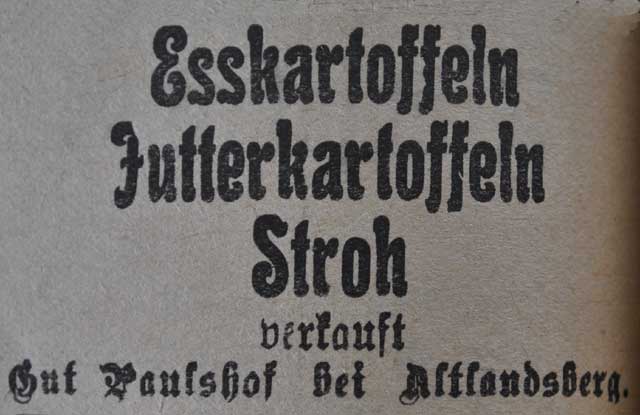 Esskartoffeln
Futterkartoffeln
Stroh
verkauft
Gut Paulshof bei Altlandsberg.